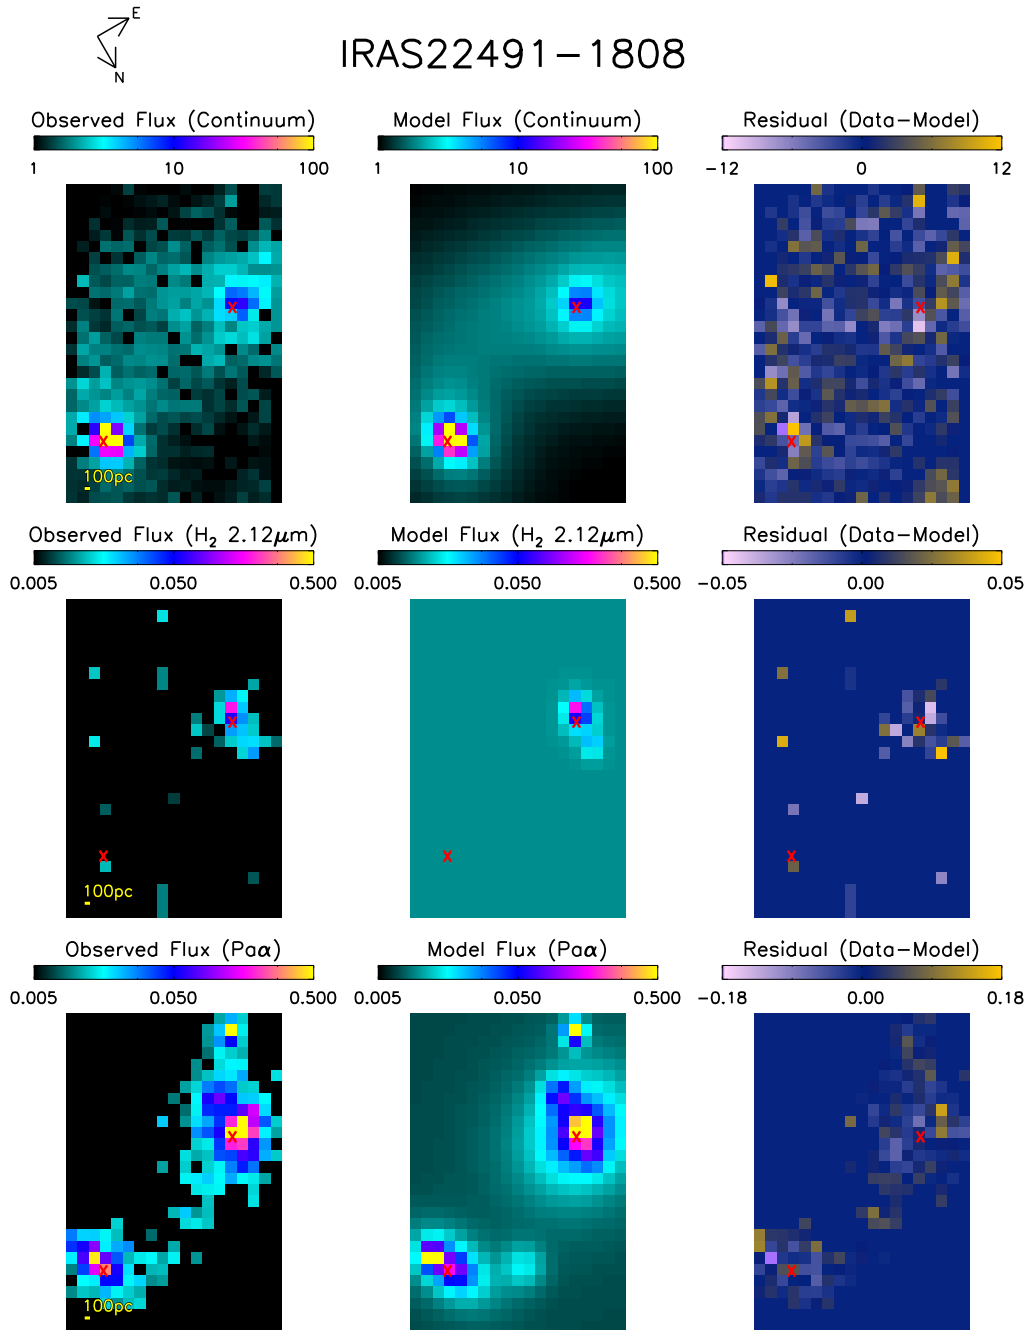 E
N
IRAS22491−1808
Observed Flux (Continuum) Model Flux (Continuum) Residual (Data−Model)
1 10 100 1 10 100 −12 0 12
X X X
X X X
100pc
Observed Flux (H₂ 2.12μm) Model Flux (H₂ 2.12μm) Residual (Data−Model)
0.005 0.050 0.500 0.005 0.050 0.500 −0.05 0.00 0.05
X X X
X X X
100pc
Observed Flux (Paα) Model Flux (Paα) Residual (Data−Model)
0.005 0.050 0.500 0.005 0.050 0.500 −0.18 0.00 0.18
X X X
X X X
100pc